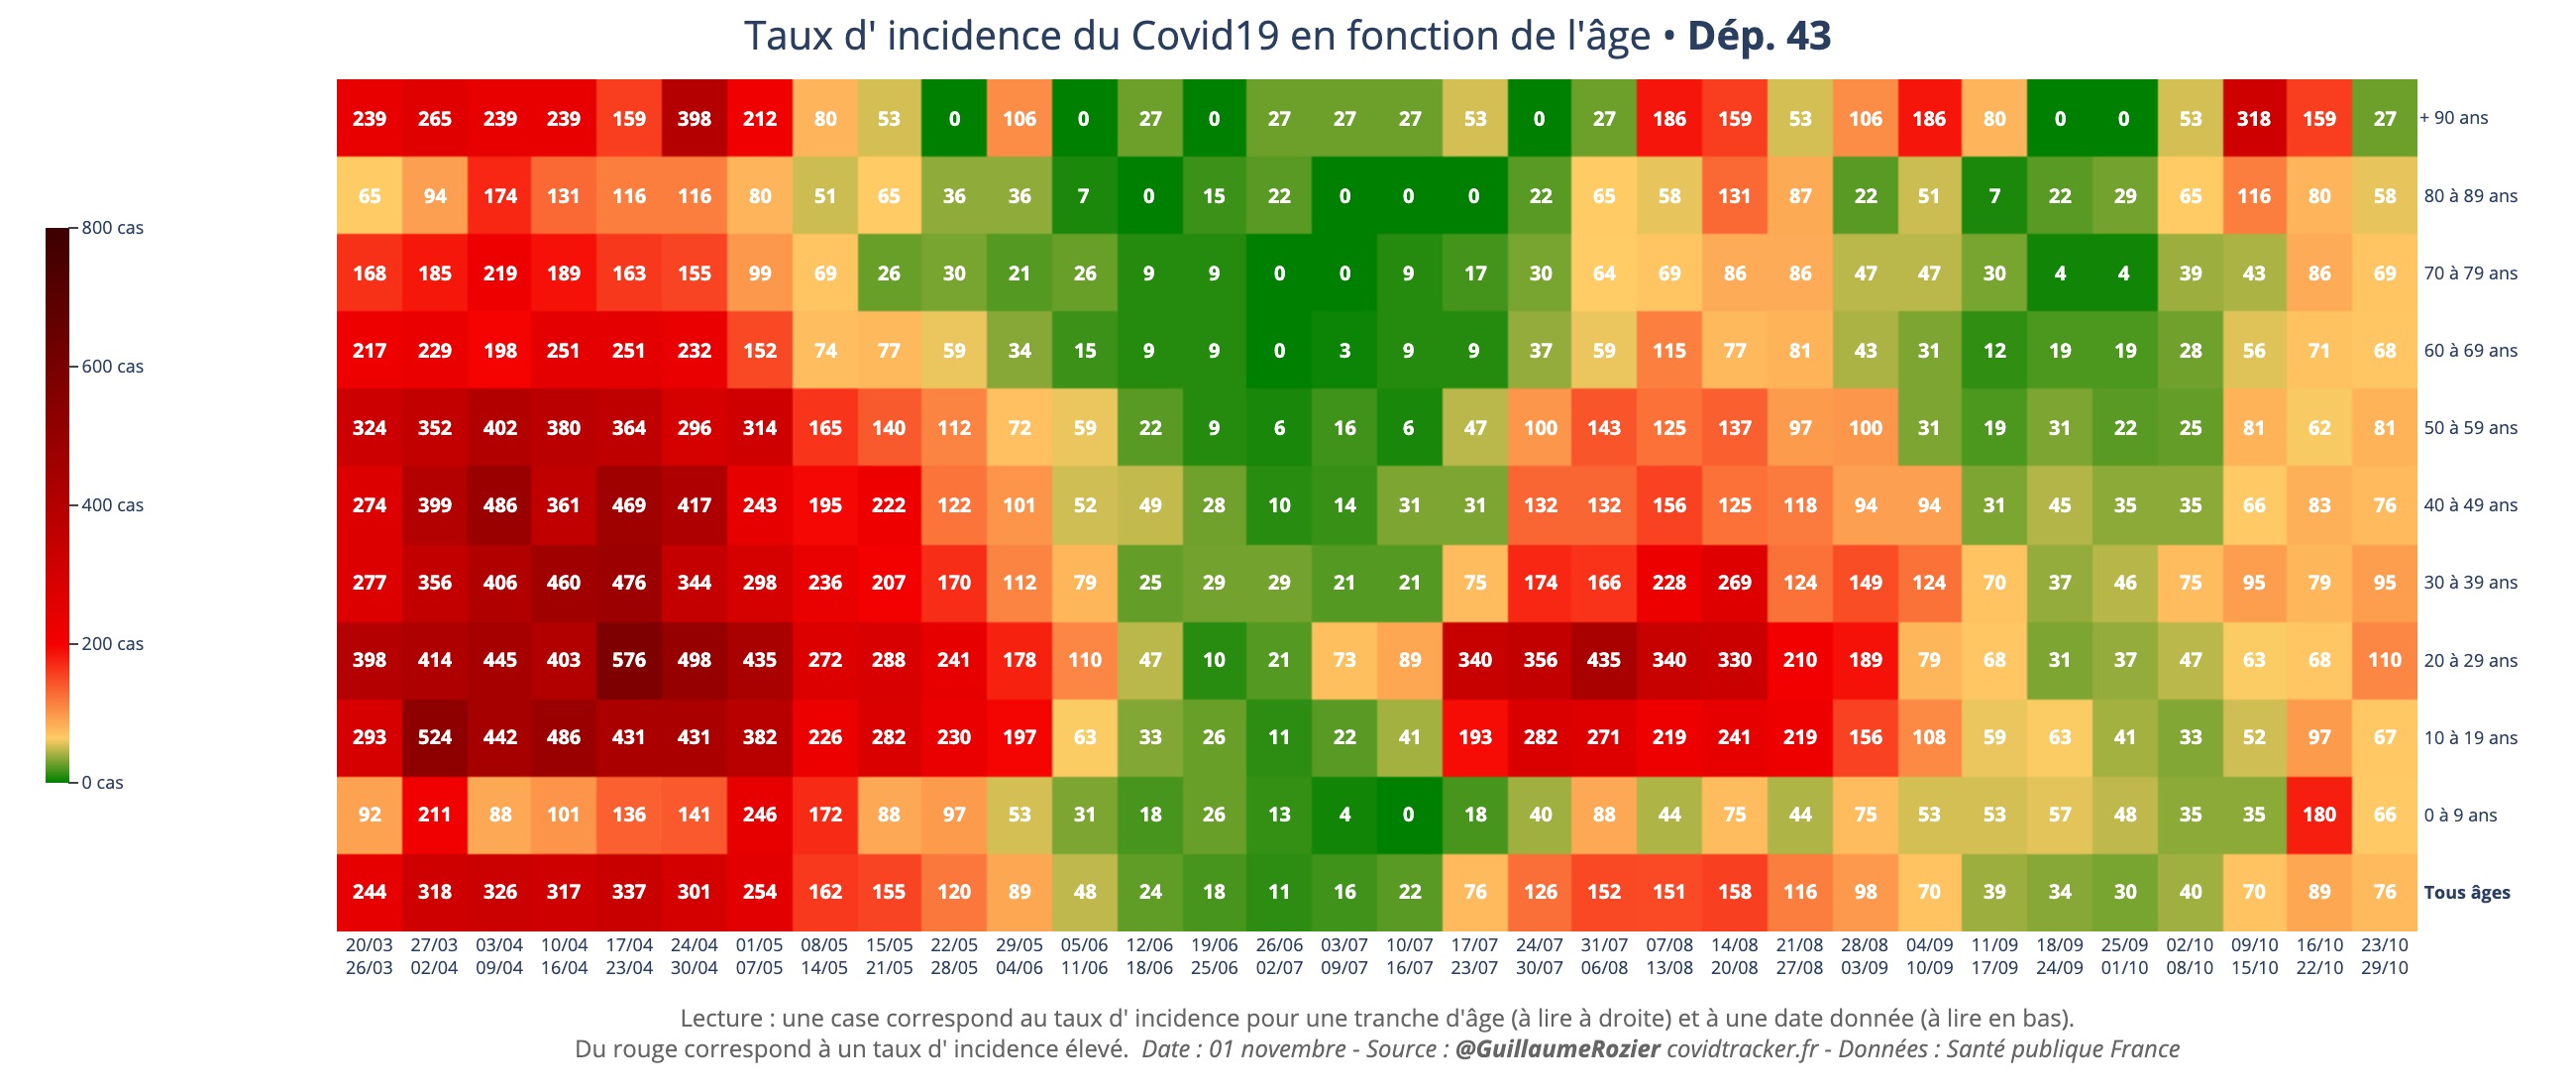 Taux d' incidence du Covid19 en fonction de l'âge • Dép. 43
800 cas
600 cas
400 cas
200 cas
0 cas
239 265 239 239 159 398 212 80 53 0 106 0 27 0 27 27 27 53 0 27 186 159 53 106 186 80 0 0 53 318 159 27 + 90 ans
65 94 174 131 116 116 80 51 65 36 36 7 0 15 22 0 0 0 22 65 58 131 87 22 51 7 22 29 65 116 80 58 80 à 89 ans
168 185 219 189 163 155 99 69 26 30 21 26 9 9 0 0 9 17 30 64 69 86 86 47 47 30 4 4 39 43 86 69 70 à 79 ans
217 229 198 251 251 232 152 74 77 59 34 15 9 9 0 3 9 9 37 59 115 77 81 43 31 12 19 19 28 56 71 68 60 à 69 ans
324 352 402 380 364 296 314 165 140 112 72 59 22 9 6 16 6 47 100 143 125 137 97 100 31 19 31 22 25 81 62 81 50 à 59 ans
274 399 486 361 469 417 243 195 222 122 101 52 49 28 10 14 31 31 132 132 156 125 118 94 94 31 45 35 35 66 83 76 40 à 49 ans
277 356 406 460 476 344 298 236 207 170 112 79 25 29 29 21 21 75 174 166 228 269 124 149 124 70 37 46 75 95 79 95 30 à 39 ans
398 414 445 403 576 498 435 272 288 241 178 110 47 10 21 73 89 340 356 435 340 330 210 189 79 68 31 37 47 63 68 110 20 à 29 ans
293 524 442 486 431 431 382 226 282 230 197 63 33 26 11 22 41 193 282 271 219 241 219 156 108 59 63 41 33 52 97 67 10 à 19 ans
92 211 88 101 136 141 246 172 88 97 53 31 18 26 13 4 0 18 40 88 44 75 44 75 53 53 57 48 35 35 180 66 0 à 9 ans
244 318 326 317 337 301 254 162 155 120 89 48 24 18 11 16 22 76 126 152 151 158 116 98 70 39 34 30 40 70 89 76 Tous âges
20/03 27/03 03/04 10/04 17/04 24/04 01/05 08/05 15/05 22/05 29/05 05/06 12/06 19/06 26/06 03/07 10/07 17/07 24/07 31/07 07/08 14/08 21/08 28/08 04/09 11/09 18/09 25/09 02/10 09/10 16/10 23/10
26/03 02/04 09/04 16/04 23/04 30/04 07/05 14/05 21/05 28/05 04/06 11/06 18/06 25/06 02/07 09/07 16/07 23/07 30/07 06/08 13/08 20/08 27/08 03/09 10/09 17/09 24/09 01/10 08/10 15/10 22/10 29/10
Lecture : une case correspond au taux d' incidence pour une tranche d'âge (à lire à droite) et à une date donnée (à lire en bas).
Du rouge correspond à un taux d' incidence élevé. Date : 01 novembre - Source : @GuillaumeRozier covidtracker.fr - Données : Santé publique France